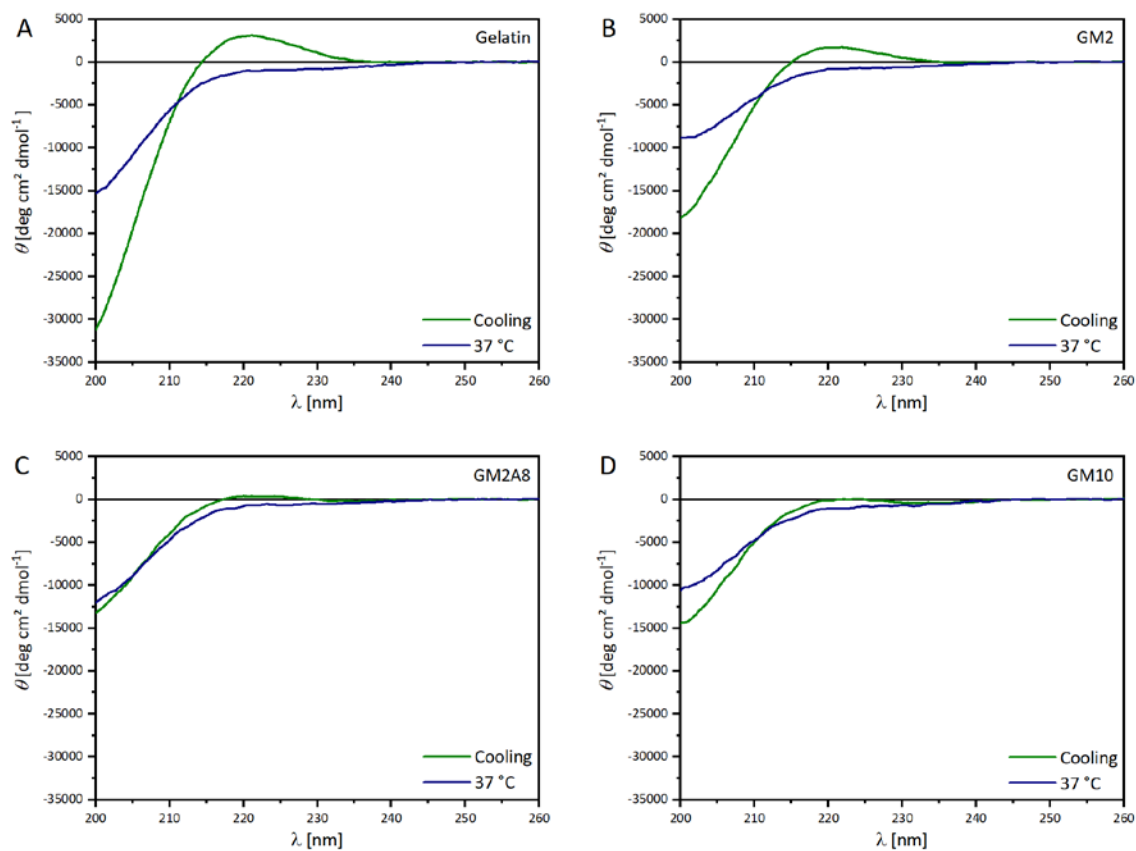 A
Gelatin
5000
0
-5000
-10000
-15000
-20000
-25000
-30000
-35000
θ [deg cm² dmol⁻¹]
Cooling
37 °C
200 210 220 230 240 250 260
λ [nm]
B
GM2
5000
0
-5000
-10000
-15000
-20000
-25000
-30000
-35000
θ [deg cm² dmol⁻¹]
Cooling
37 °C
200 210 220 230 240 250 260
λ [nm]
C
GM2A8
5000
0
-5000
-10000
-15000
-20000
-25000
-30000
-35000
θ [deg cm² dmol⁻¹]
Cooling
37 °C
200 210 220 230 240 250 260
λ [nm]
D
GM10
5000
0
-5000
-10000
-15000
-20000
-25000
-30000
-35000
θ [deg cm² dmol⁻¹]
Cooling
37 °C
200 210 220 230 240 250 260
λ [nm]